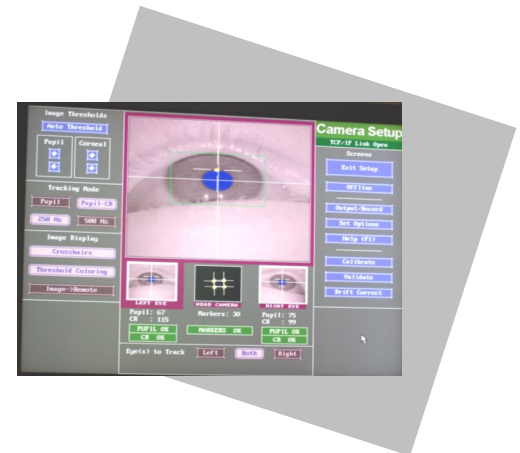 Image Thresholds
Auto Threshold
Pupil
Corneal
Tracking Mode
Pupil
Pupil-CR
250 Hz
500 Hz
Image Display
Crosshairs
Threshold Coloring
Image->Remote
LEFT EYE
HEAD CAMERA
RIGHT EYE
Pupil: 67
CR : 115
PUPIL OK
CR OK
Markers: 30
MARKERS OK
Pupil: 75
CR : 99
PUPIL OK
CR OK
Eye(s) to Track
Left
Both
Right
Camera Setup
TCP/IP Link Open
Screens
Exit Setup
Offline
Output/Record
Set Options
Help (F1)
Calibrate
Validate
Drift Correct